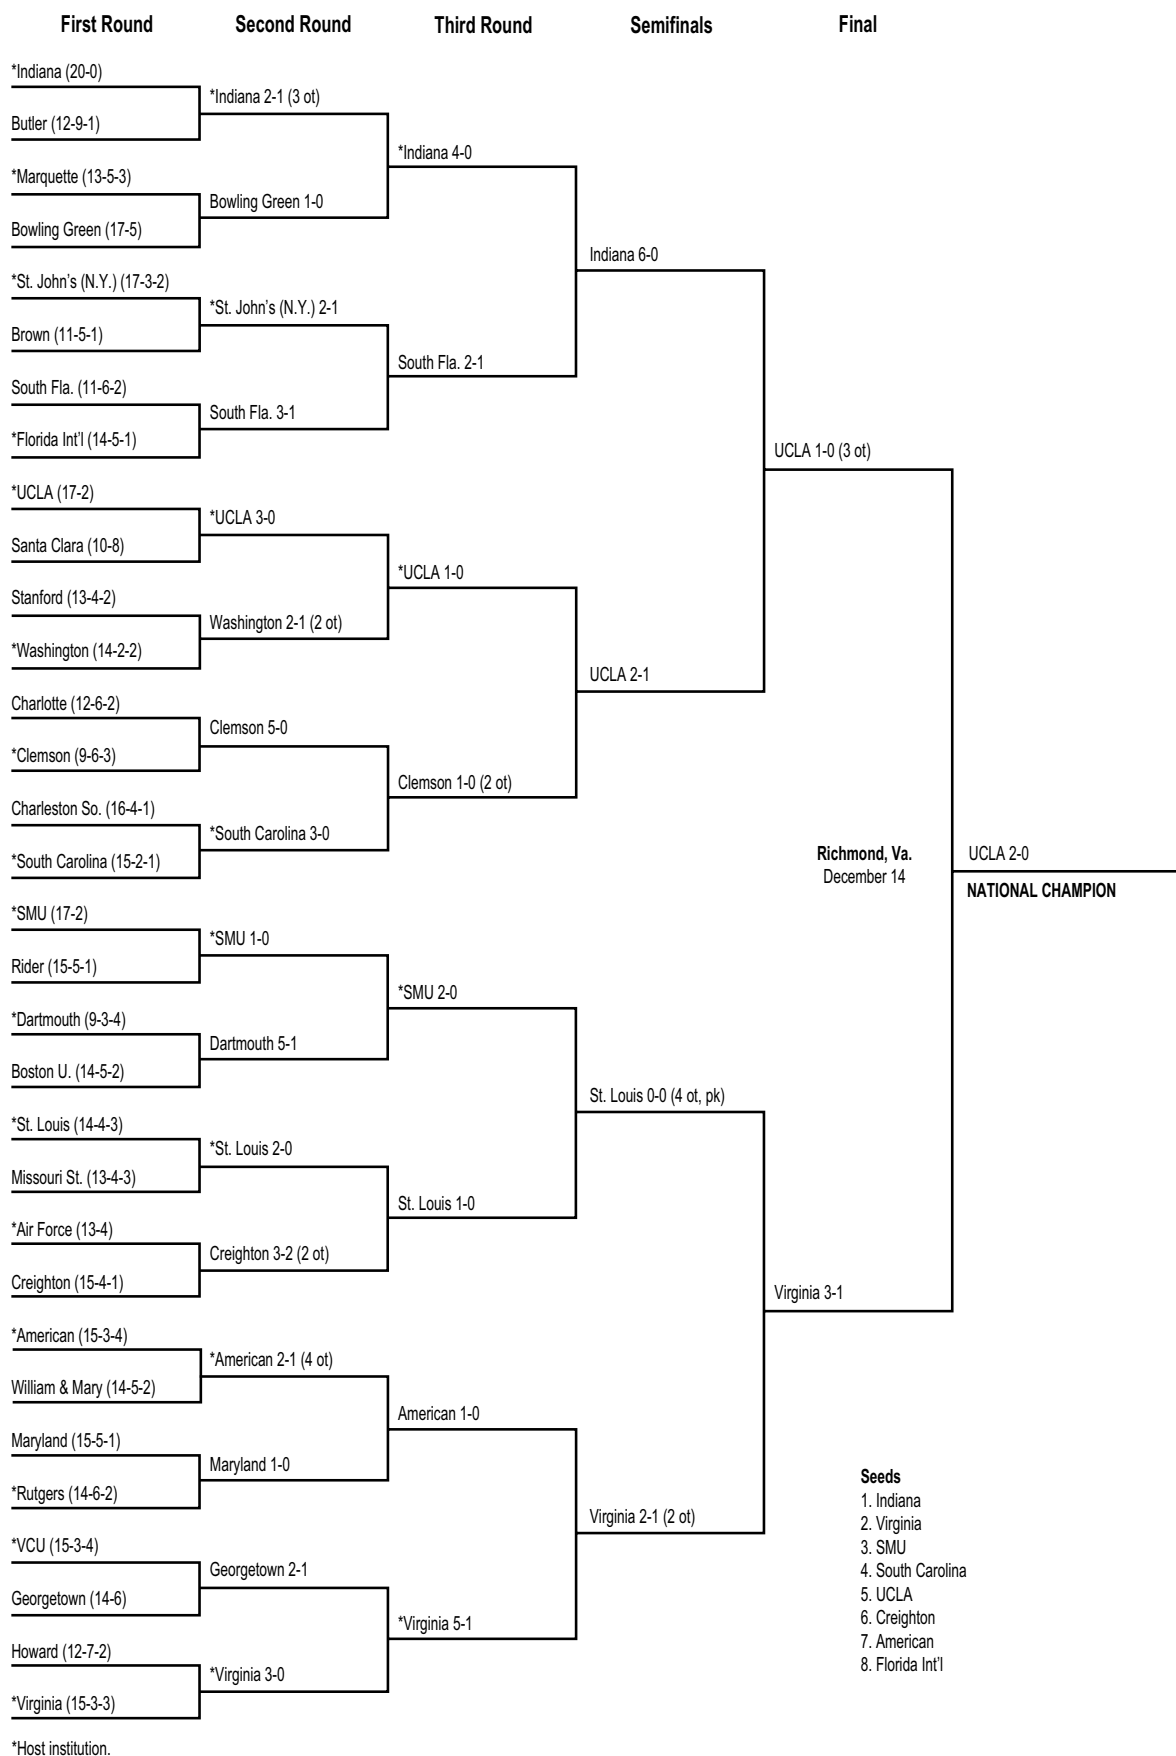 First Round Second Round Third Round Semifinals Final
*Indiana (20-0)
Butler (12-9-1)
*Marquette (13-5-3)
Bowling Green (17-5)
*St. John’s (N.Y.) (17-3-2)
Brown (11-5-1)
South Fla. (11-6-2)
*Florida Int’l (14-5-1)
*UCLA (17-2)
Santa Clara (10-8)
Stanford (13-4-2)
*Washington (14-2-2)
Charlotte (12-6-2)
*Clemson (9-6-3)
Charleston So. (16-4-1)
*South Carolina (15-2-1)
*SMU (17-2)
Rider (15-5-1)
*Dartmouth (9-3-4)
Boston U. (14-5-2)
*St. Louis (14-4-3)
Missouri St. (13-4-3)
*Air Force (13-4)
Creighton (15-4-1)
*American (15-3-4)
William & Mary (14-5-2)
Maryland (15-5-1)
*Rutgers (14-6-2)
*VCU (15-3-4)
Georgetown (14-6)
Howard (12-7-2)
*Virginia (15-3-3)
*Indiana 2-1 (3 ot)
Bowling Green 1-0
*St. John’s (N.Y.) 2-1
South Fla. 3-1
*UCLA 3-0
Washington 2-1 (2 ot)
Clemson 5-0
*South Carolina 3-0
*SMU 1-0
Dartmouth 5-1
*St. Louis 2-0
Creighton 3-2 (2 ot)
*American 2-1 (4 ot)
Maryland 1-0
Georgetown 2-1
*Virginia 3-0
*Indiana 4-0
South Fla. 2-1
*UCLA 1-0
Clemson 1-0 (2 ot)
*SMU 2-0
St. Louis 1-0
American 1-0
*Virginia 5-1
Indiana 6-0
UCLA 2-1
St. Louis 0-0 (4 ot, pk)
Virginia 2-1 (2 ot)
UCLA 1-0 (3 ot)
Virginia 3-1
Richmond, Va.
December 14
UCLA 2-0
NATIONAL CHAMPION
Seeds
1. Indiana
2. Virginia
3. SMU
4. South Carolina
5. UCLA
6. Creighton
7. American
8. Florida Int’l
*Host institution.